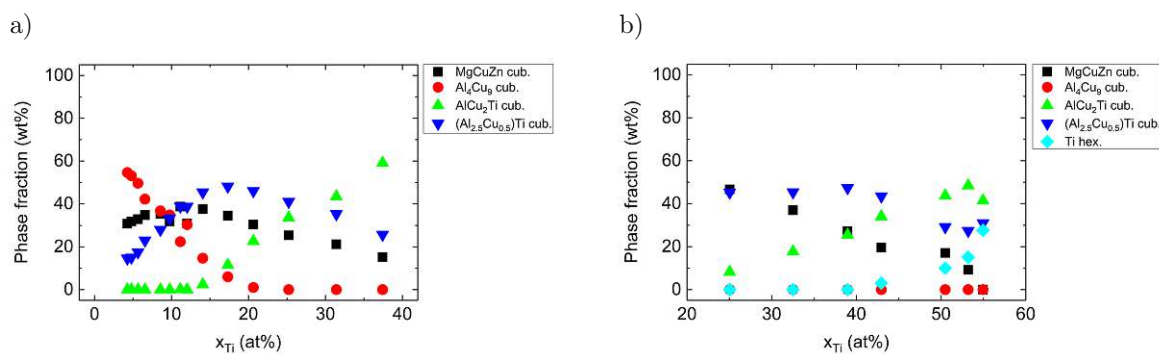 a)
100
80
60
40
20
0
Phase fraction (wt%)
0 10 20 30 40
x_Ti (at%)
MgCuZn cub.
Al₄Cu₉ cub.
AlCu₂Ti cub.
(Al₂.₅Cu₀.₅)Ti cub.
b)
100
80
60
40
20
0
Phase fraction (wt%)
20 30 40 50 60
x_Ti (at%)
MgCuZn cub.
Al₄Cu₉ cub.
AlCu₂Ti cub.
(Al₂.₅Cu₀.₅)Ti cub.
Ti hex.